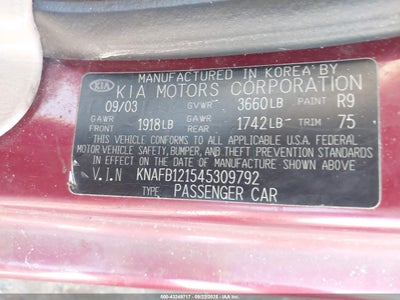 MANUFACTURED IN KOREA BY
KIA KIA MOTORS CORPORATION
09/03 GVWR 3660LB PAINT R9
GAWR FRONT 1918LB GAWR REAR 1742LB TRIM 75
THIS VEHICLE CONFORMS TO ALL APPLICABLE U.S.A. FEDERAL
MOTOR VEHICLE SAFETY, BUMPER, AND THEFT PREVENTION STANDARDS
IN EFFECT ON THE DATE OF MANUFACTURE SHOWN ABOVE
V.I.N KNAFB121545309792
TYPE PASSENGER CAR